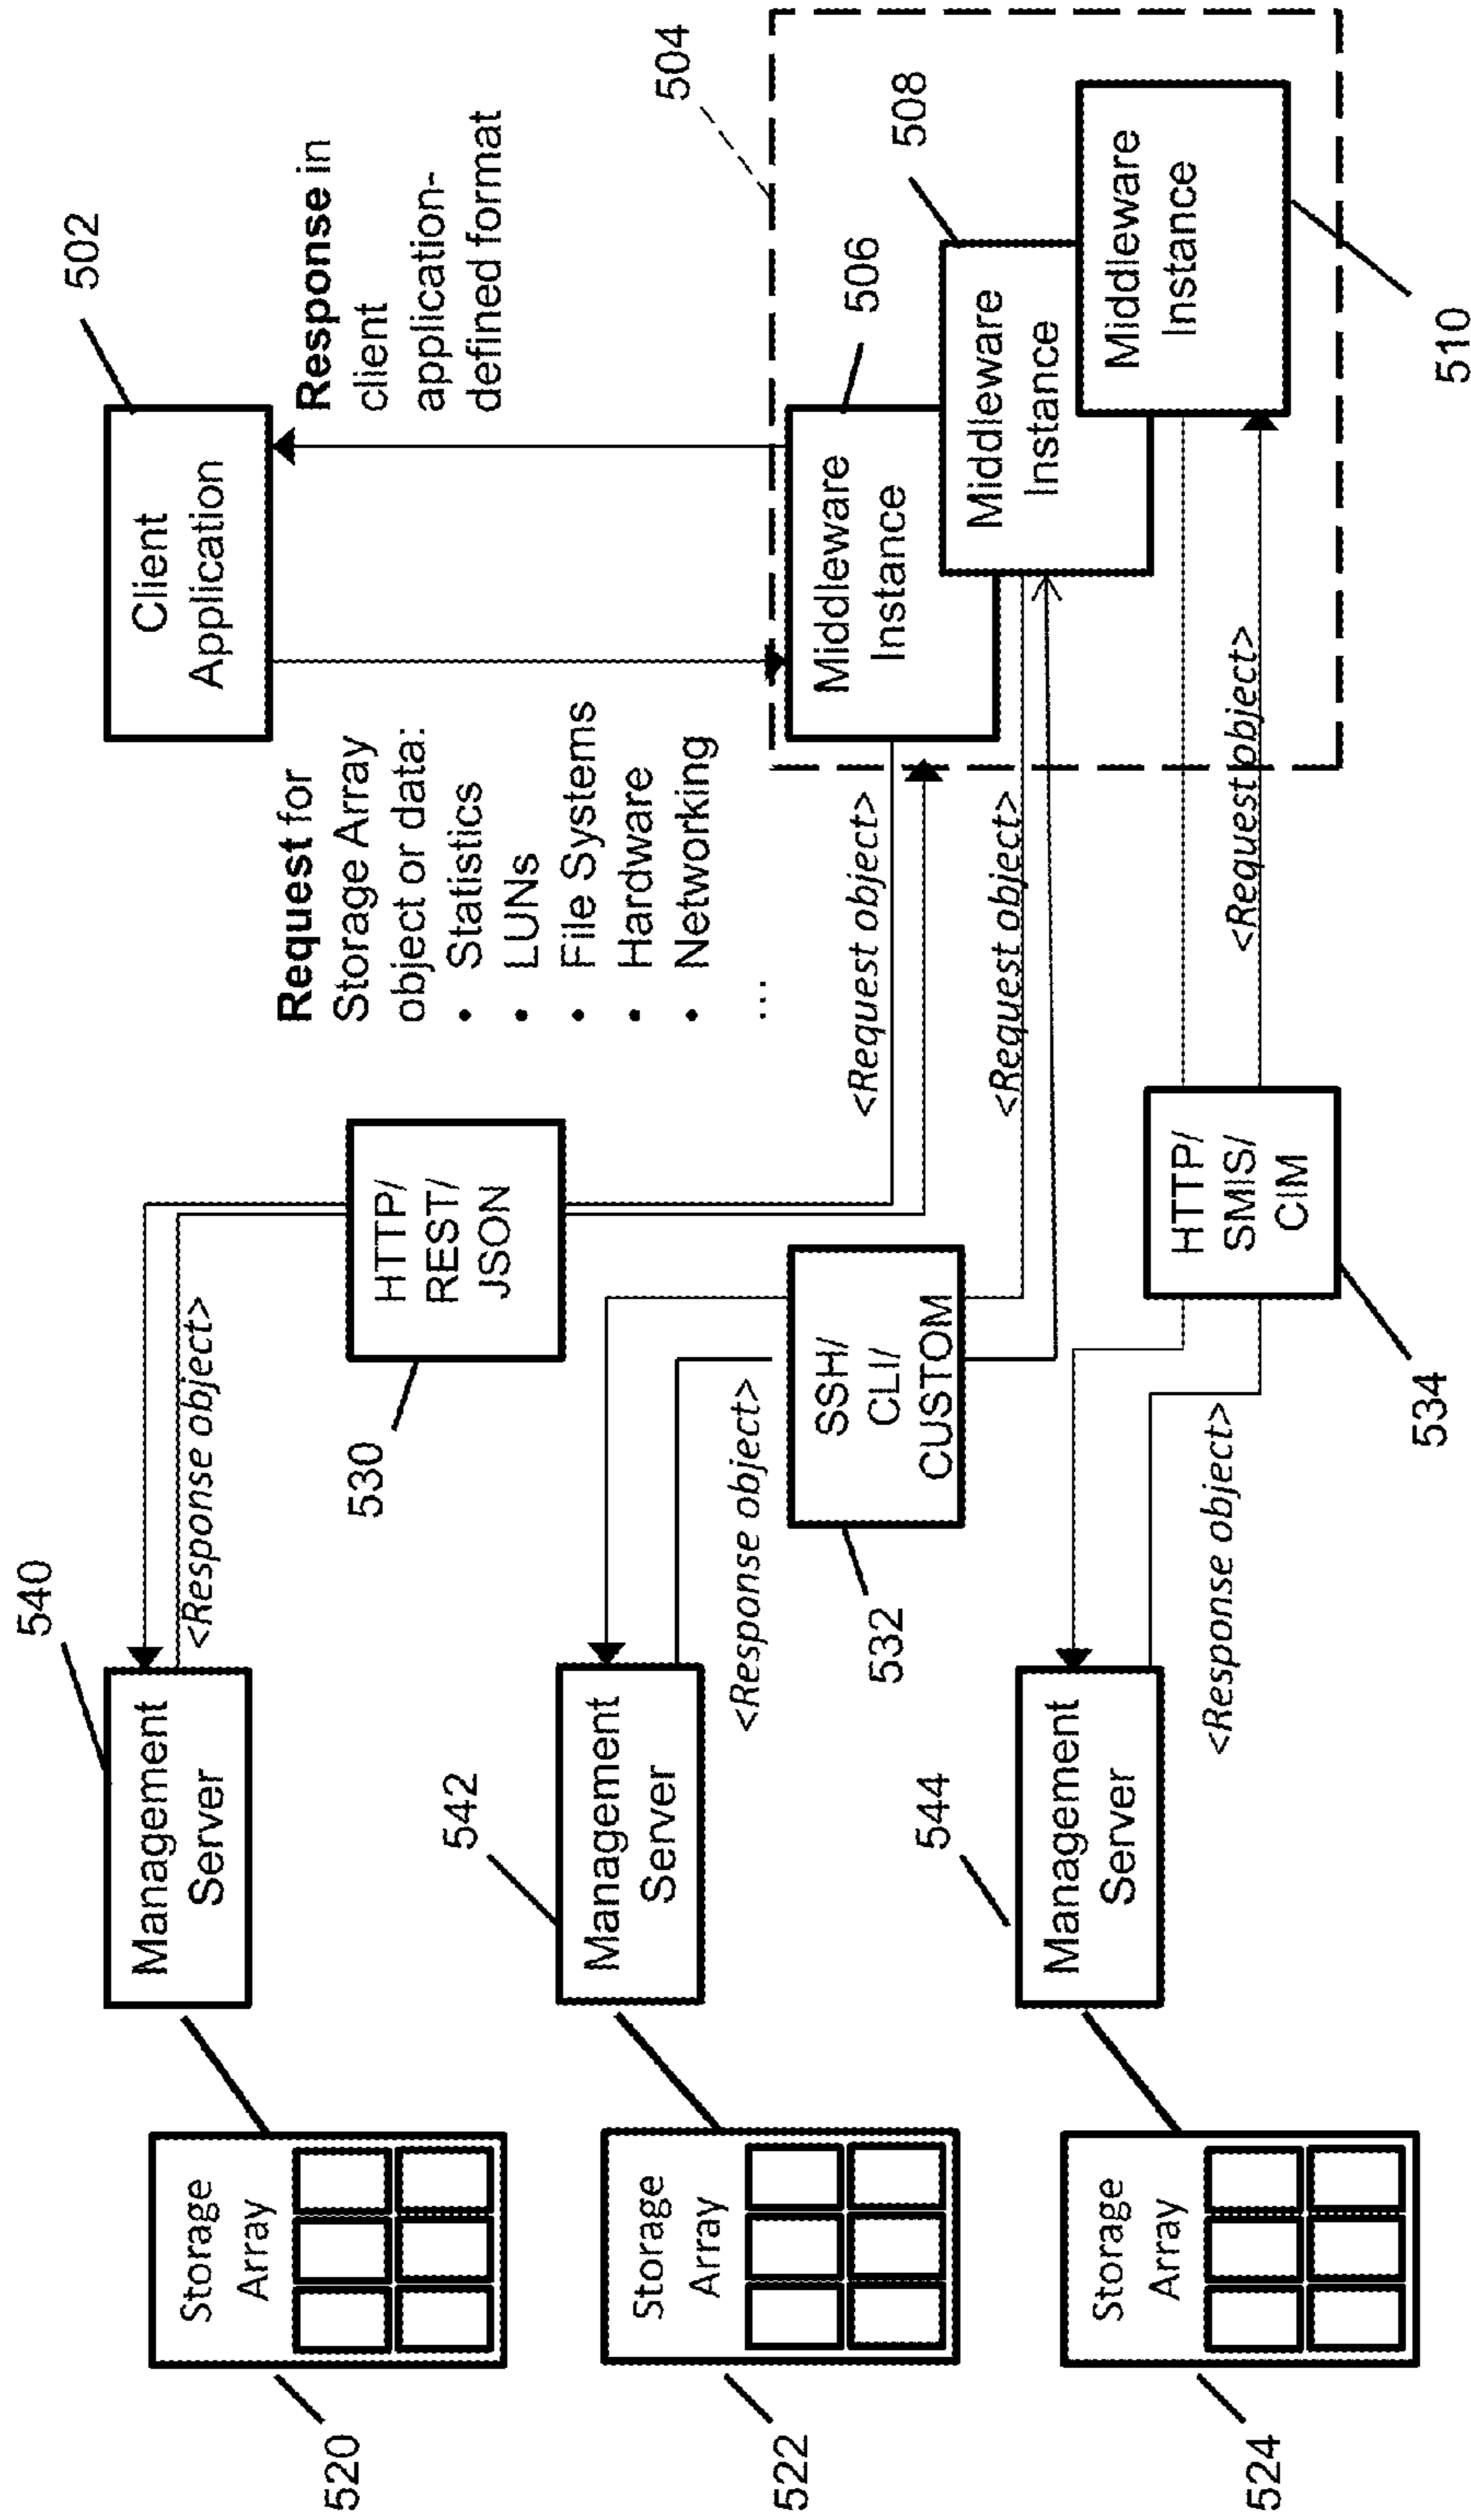 520
Storage
Array
522
Storage
Array
524
Storage
Array
540
Management
Server
542
Management
Server
544
Management
Server
<Response object>
<Response object>
<Response object>
530
HTTP/
REST/
JSON
532
SSH/
CLI/
CUSTOM
534
HTTP/
SMIS/
CIM
Request for
Storage Array
object or data:
• Statistics
• LUNs
• File Systems
• Hardware
• Networking
...
<Request object>
<Request object>
<Request object>
502
Client
Application
Response in
client
application-
defined format
504
506
Middleware
Instance
508
Middleware
Instance
510
Middleware
Instance